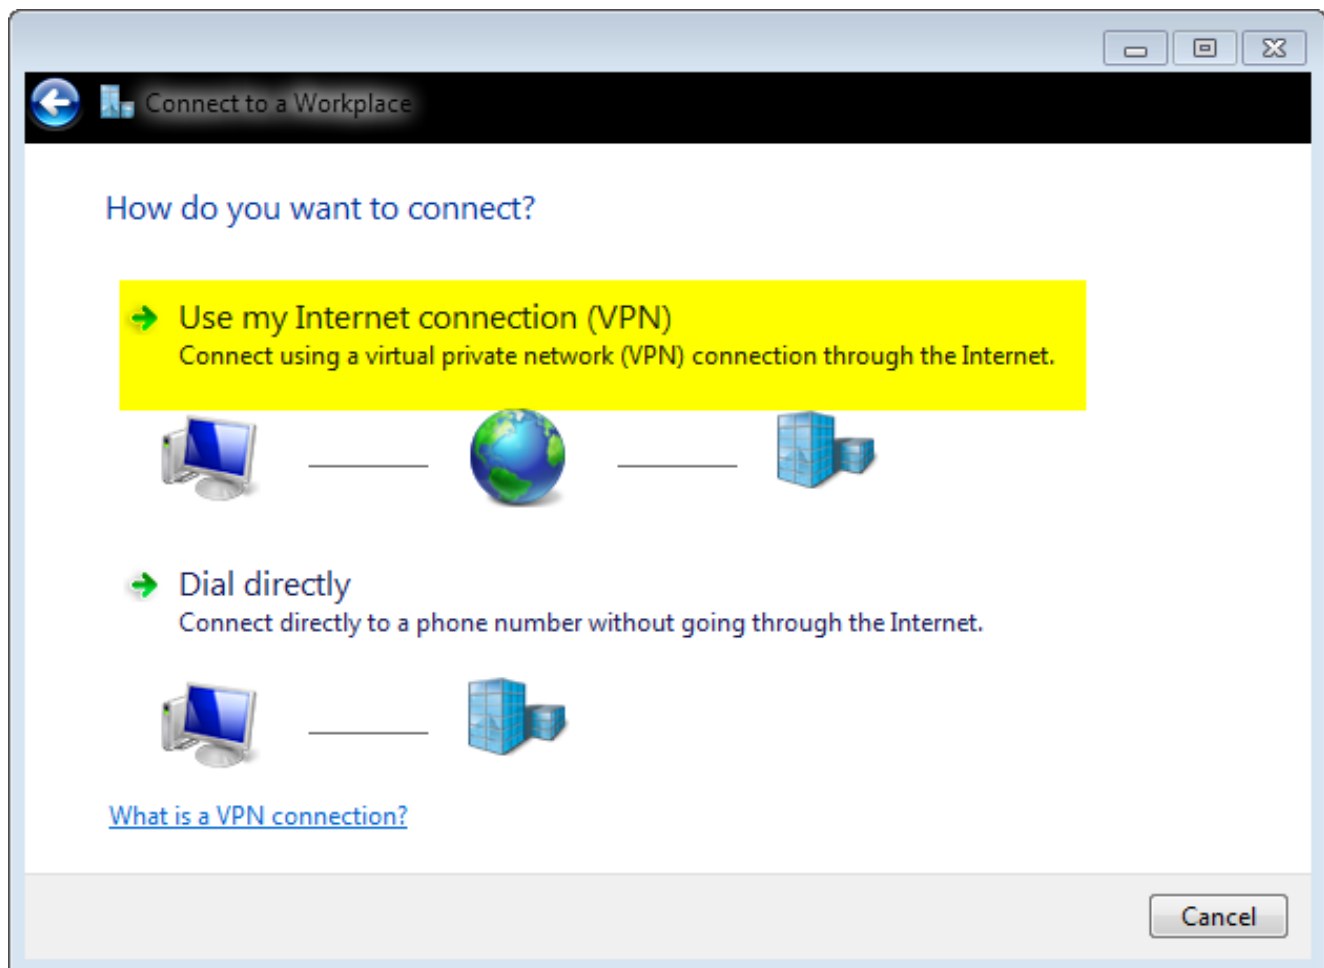 Connect to a Workplace
How do you want to connect?
Use my Internet connection (VPN)
Connect using a virtual private network (VPN) connection through the Internet.
Dial directly
Connect directly to a phone number without going through the Internet.
What is a VPN connection?
Cancel